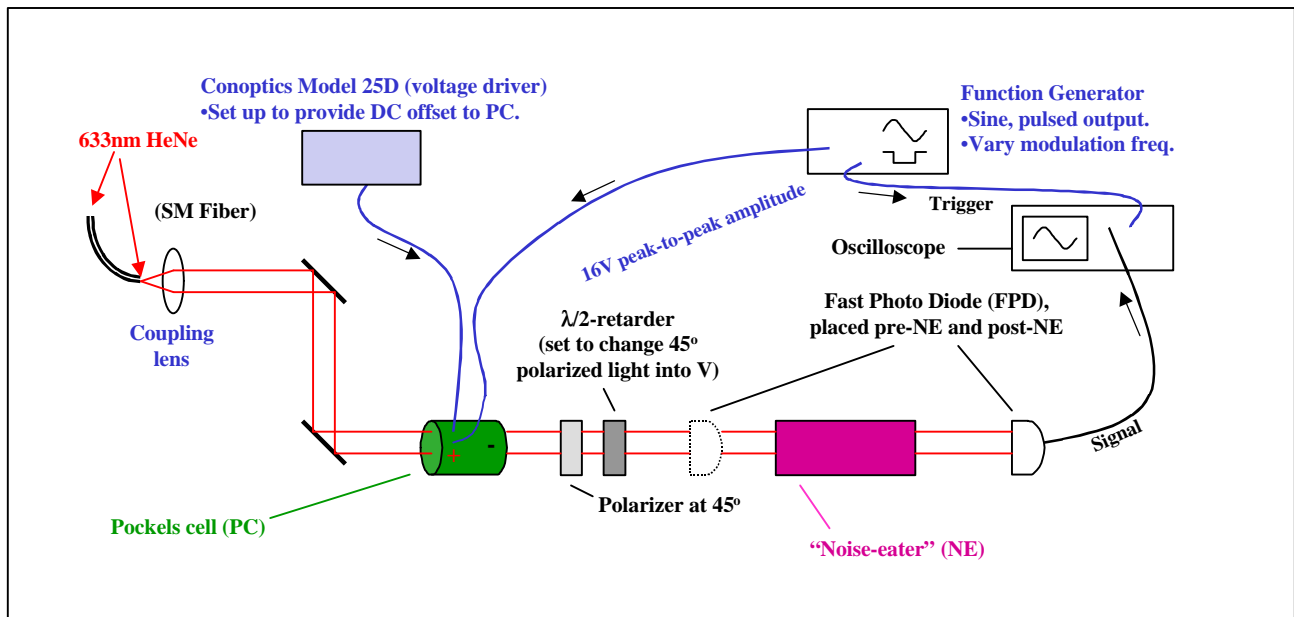 Conoptics Model 25D (voltage driver)
•Set up to provide DC offset to PC.
Function Generator
•Sine, pulsed output.
•Vary modulation freq.
633nm HeNe
(SM Fiber)
16V peak-to-peak amplitude
Trigger
Oscilloscope
Coupling
lens
λ/2-retarder
(set to change 45º
polarized light into V)
Fast Photo Diode (FPD),
placed pre-NE and post-NE
+
-
Signal
Polarizer at 45º
Pockels cell (PC)
“Noise-eater” (NE)